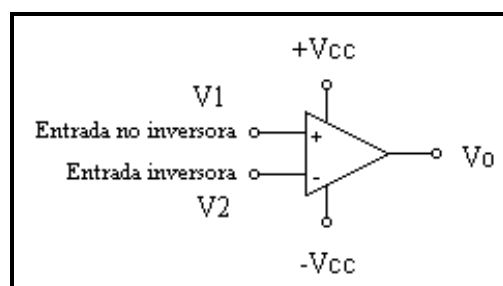 +Vcc
V1
Entrada no inversora
+
Vo
Entrada inversora
-
V2
-Vcc